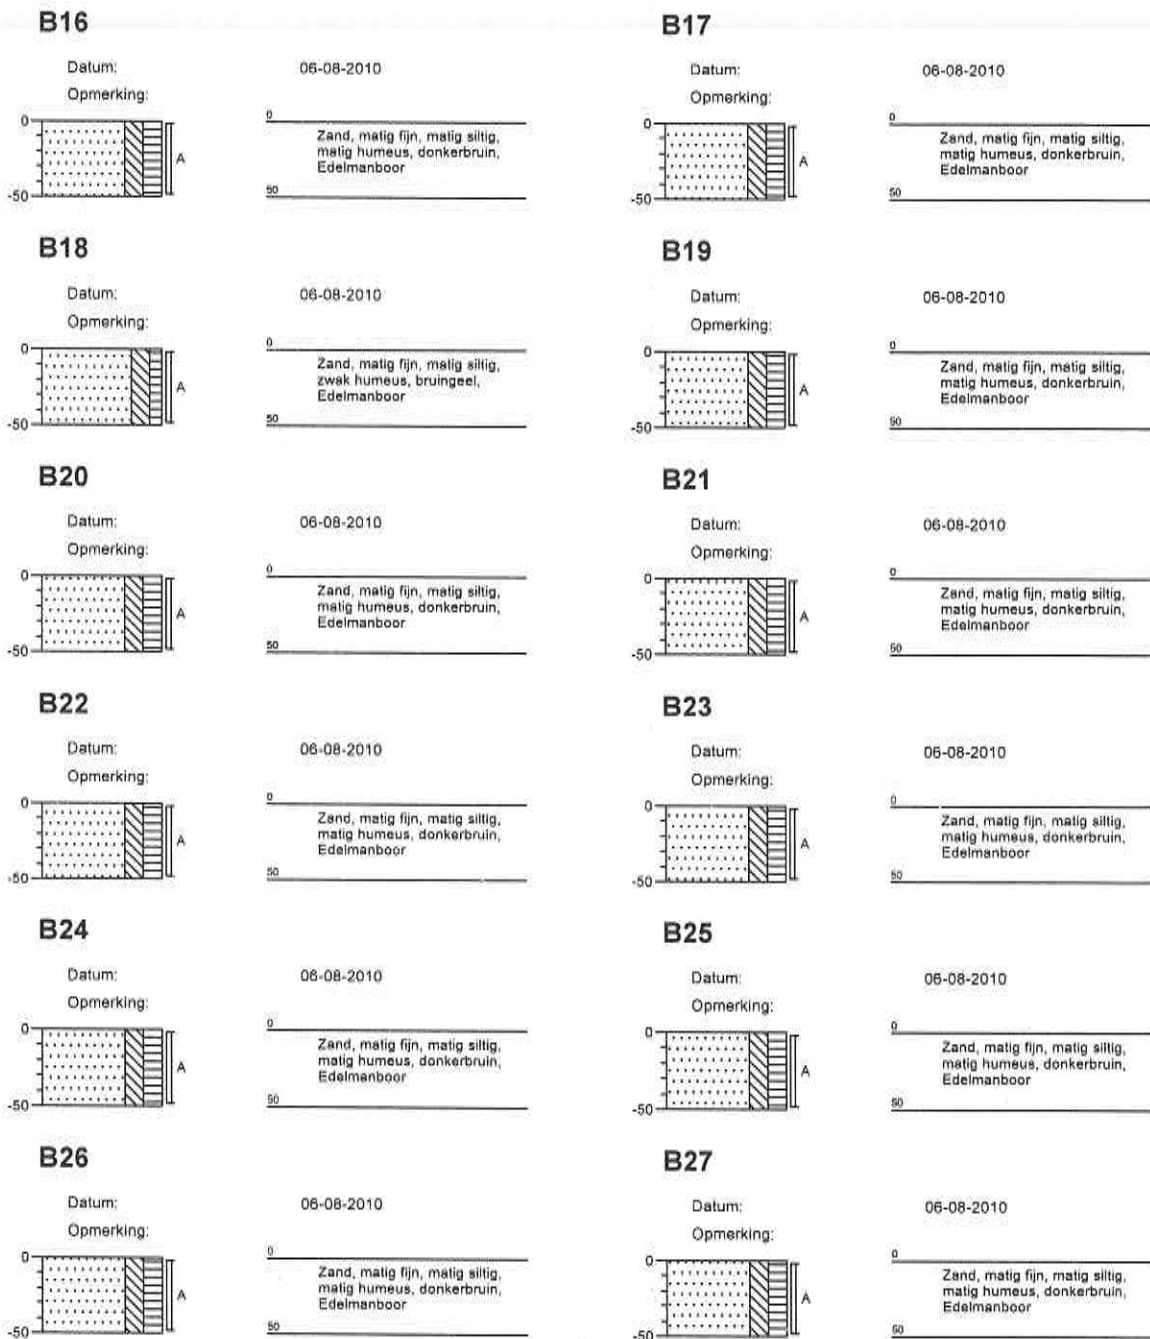 B16
Datum: 06-08-2010
Opmerking:
0
0
Zand, matig fijn, matig siltig,
matig humeus, donkerbruin,
Edelmanboor
A
-50
50
B17
Datum: 06-08-2010
Opmerking:
0
0
Zand, matig fijn, matig siltig,
matig humeus, donkerbruin,
Edelmanboor
A
-50
50
B18
Datum: 06-08-2010
Opmerking:
0
0
Zand, matig fijn, matig siltig,
zwak humeus, bruingeel,
Edelmanboor
A
-50
50
B19
Datum: 06-08-2010
Opmerking:
0
0
Zand, matig fijn, matig siltig,
matig humeus, donkerbruin,
Edelmanboor
A
-50
50
B20
Datum: 06-08-2010
Opmerking:
0
0
Zand, matig fijn, matig siltig,
matig humeus, donkerbruin,
Edelmanboor
A
-50
50
B21
Datum: 06-08-2010
Opmerking:
0
0
Zand, matig fijn, matig siltig,
matig humeus, donkerbruin,
Edelmanboor
A
-50
50
B22
Datum: 06-08-2010
Opmerking:
0
0
Zand, matig fijn, matig siltig,
matig humeus, donkerbruin,
Edelmanboor
A
-50
50
B23
Datum: 06-08-2010
Opmerking:
0
0
Zand, matig fijn, matig siltig,
matig humeus, donkerbruin,
Edelmanboor
A
-50
50
B24
Datum: 06-08-2010
Opmerking:
0
0
Zand, matig fijn, matig siltig,
matig humeus, donkerbruin,
Edelmanboor
A
-50
50
B25
Datum: 06-08-2010
Opmerking:
0
0
Zand, matig fijn, matig siltig,
matig humeus, donkerbruin,
Edelmanboor
A
-50
50
B26
Datum: 06-08-2010
Opmerking:
0
0
Zand, matig fijn, matig siltig,
matig humeus, donkerbruin,
Edelmanboor
A
-50
50
B27
Datum: 06-08-2010
Opmerking:
0
0
Zand, matig fijn, matig siltig,
matig humeus, donkerbruin,
Edelmanboor
A
-50
50